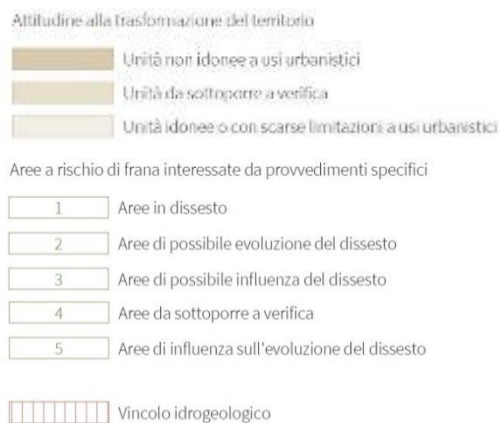 Attitudine alla trasformazione del territorio
Unità non idonee a usi urbanistici
Unità da sottoporre a verifica
Unità idonee o con scarse limitazioni a usi urbanistici
Aree a rischio di frana interessate da provvedimenti specifici
1 Aree in dissesto
2 Aree di possibile evoluzione del dissesto
3 Aree di possibile influenza del dissesto
4 Aree da sottoporre a verifica
5 Aree di influenza sull'evoluzione del dissesto
Vincolo idrogeologico